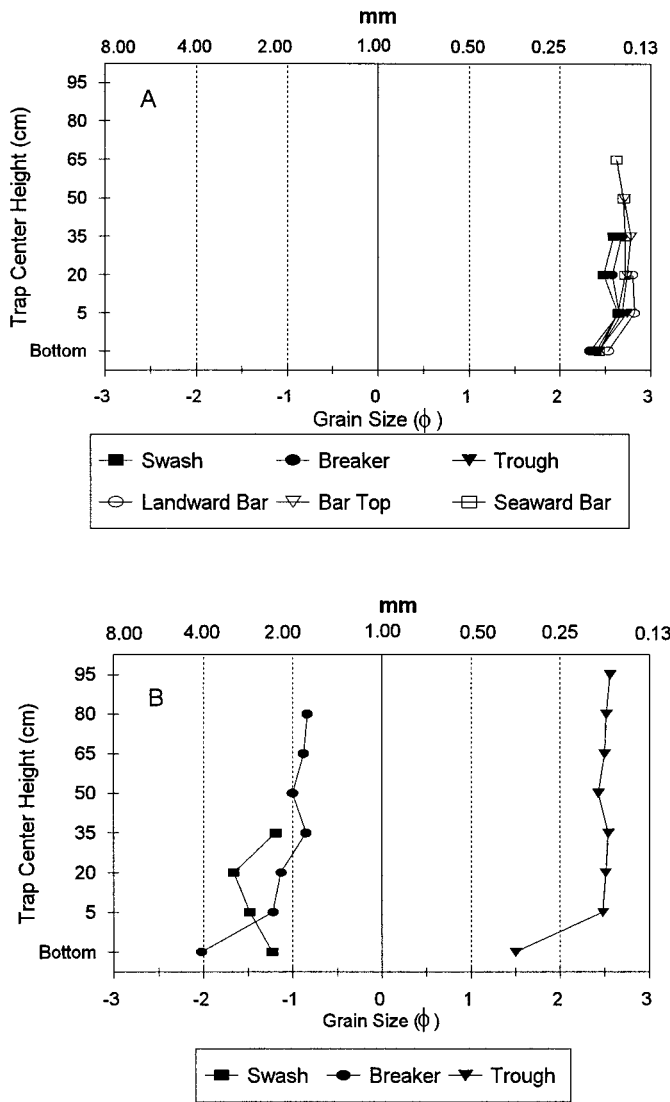 mm
8.00 4.00 2.00 1.00 0.50 0.25 0.13
A
95
80
65
50
35
20
5
Bottom
Trap Center Height (cm)
-3 -2 -1 0 1 2 3
Grain Size (ϕ)
Swash Breaker Trough
Landward Bar Bar Top Seaward Bar
mm
8.00 4.00 2.00 1.00 0.50 0.25 0.13
B
95
80
65
50
35
20
5
Bottom
Trap Center Height (cm)
-3 -2 -1 0 1 2 3
Grain Size (ϕ)
Swash Breaker Trough